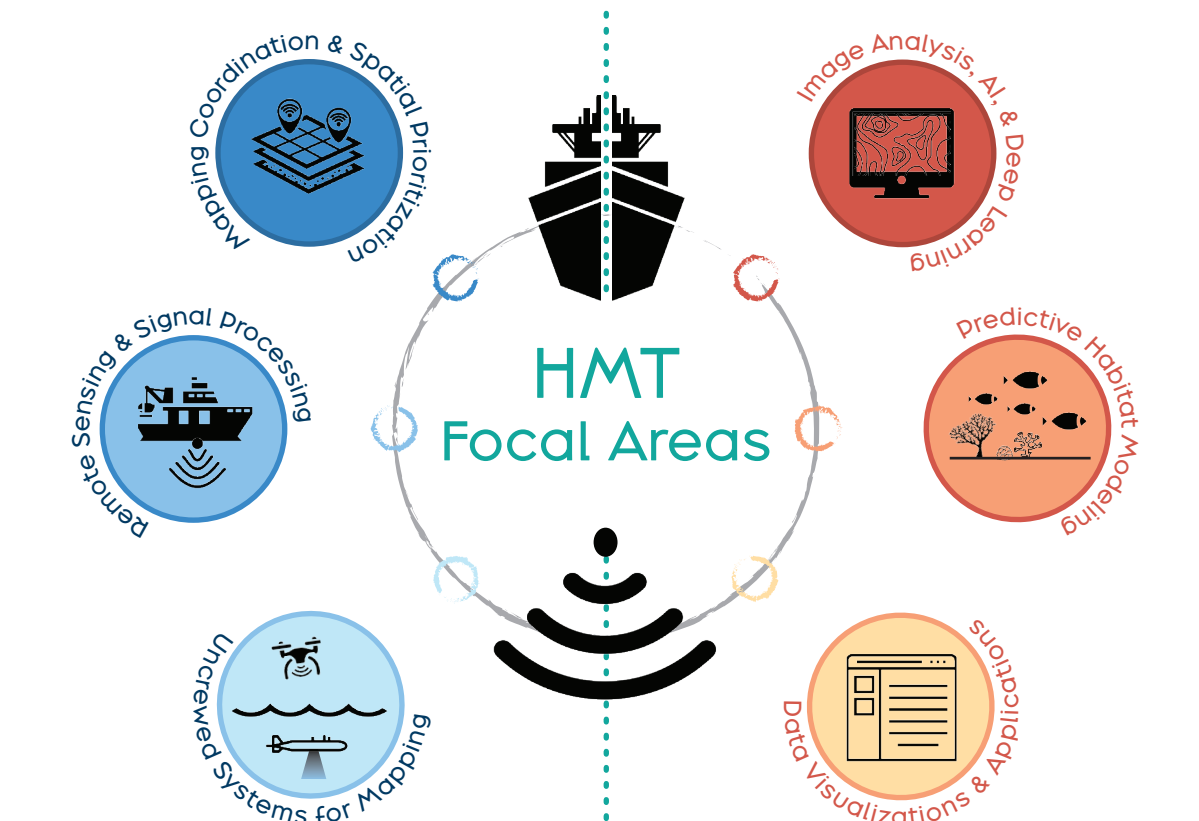 Mapping Coordination & Spatial Prioritization
Image Analysis, AI, & Deep Learning
Remote Sensing & Signal Processing
HMT
Focal Areas
Predictive Habitat Modeling
Uncrewed Systems for Mapping
Data Visualizations & Applications